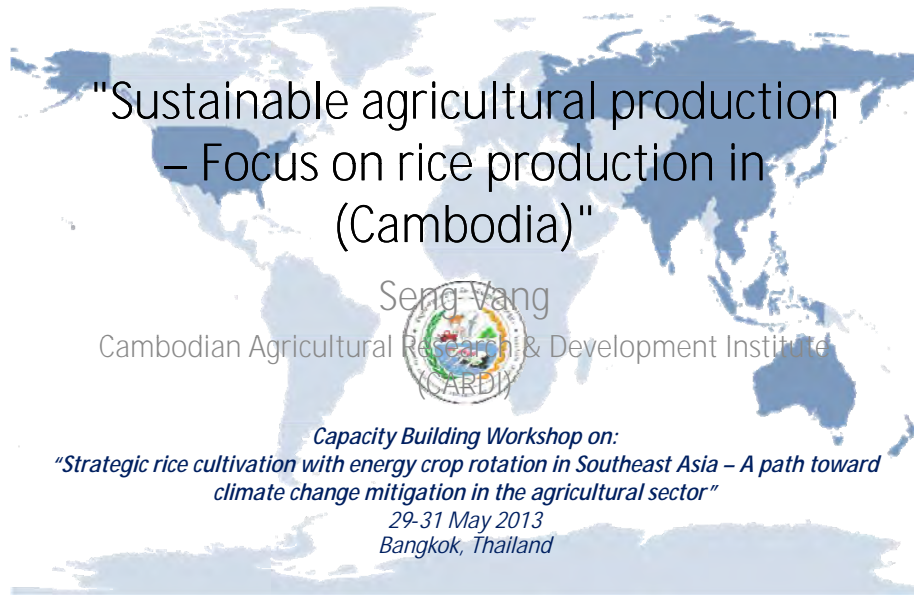 "Sustainable agricultural production
– Focus on rice production in
(Cambodia)"
Seng Vang
Cambodian Agricultural Research & Development Institute
(CARDI)
Capacity Building Workshop on:
"Strategic rice cultivation with energy crop rotation in Southeast Asia – A path toward
climate change mitigation in the agricultural sector"
29-31 May 2013
Bangkok, Thailand